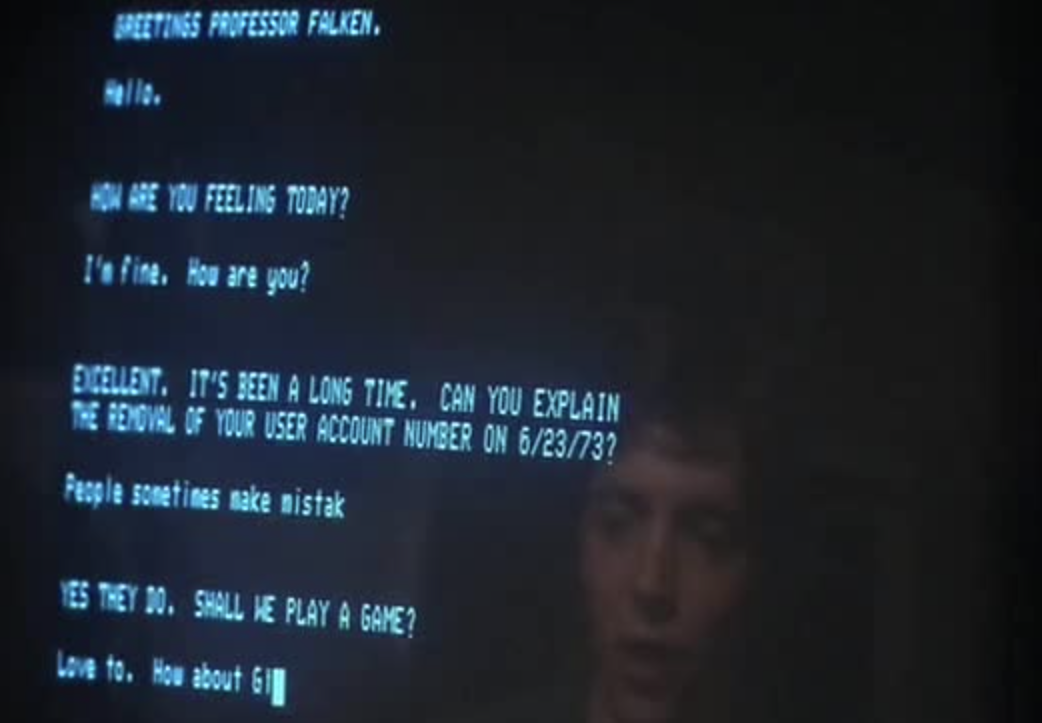 GREETINGS PROFESSOR FALKEN.
Hello.
HOW ARE YOU FEELING TODAY?
I'm fine.  How are you?
EXCELLENT.  IT'S BEEN A LONG TIME.  CAN YOU EXPLAIN
THE REMOVAL OF YOUR USER ACCOUNT NUMBER ON 6/23/73?
People sometimes make mistak
YES THEY DO.  SHALL WE PLAY A GAME?
Love to.  How about Gl